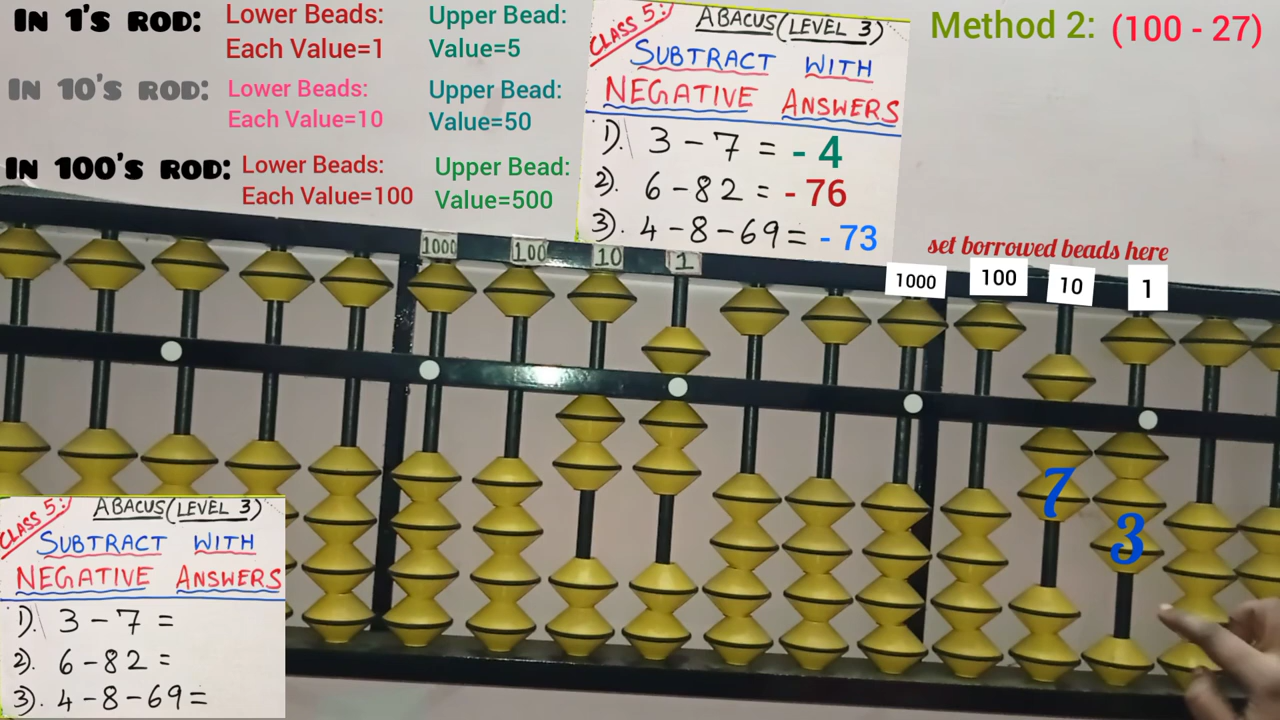 In 1's rod:
Lower Beads:
Each Value=1
Upper Bead:
Value=5
In 10's rod:
Lower Beads:
Each Value=10
Upper Bead:
Value=50
In 100's rod:
Lower Beads:
Each Value=100
Upper Bead:
Value=500
CLASS 5:
ABACUS(LEVEL 3)
SUBTRACT WITH
NEGATIVE ANSWERS
1). 3 - 7 = - 4
2). 6 - 82 = - 76
3). 4 - 8 - 69 = - 73
Method 2: (100 - 27)
set borrowed beads here
1000 100 10 1
1000 100 10 1
7
3
CLASS 5:
ABACUS(LEVEL 3)
SUBTRACT WITH
NEGATIVE ANSWERS
1). 3 - 7 =
2). 6 - 82 =
3). 4 - 8 - 69 =